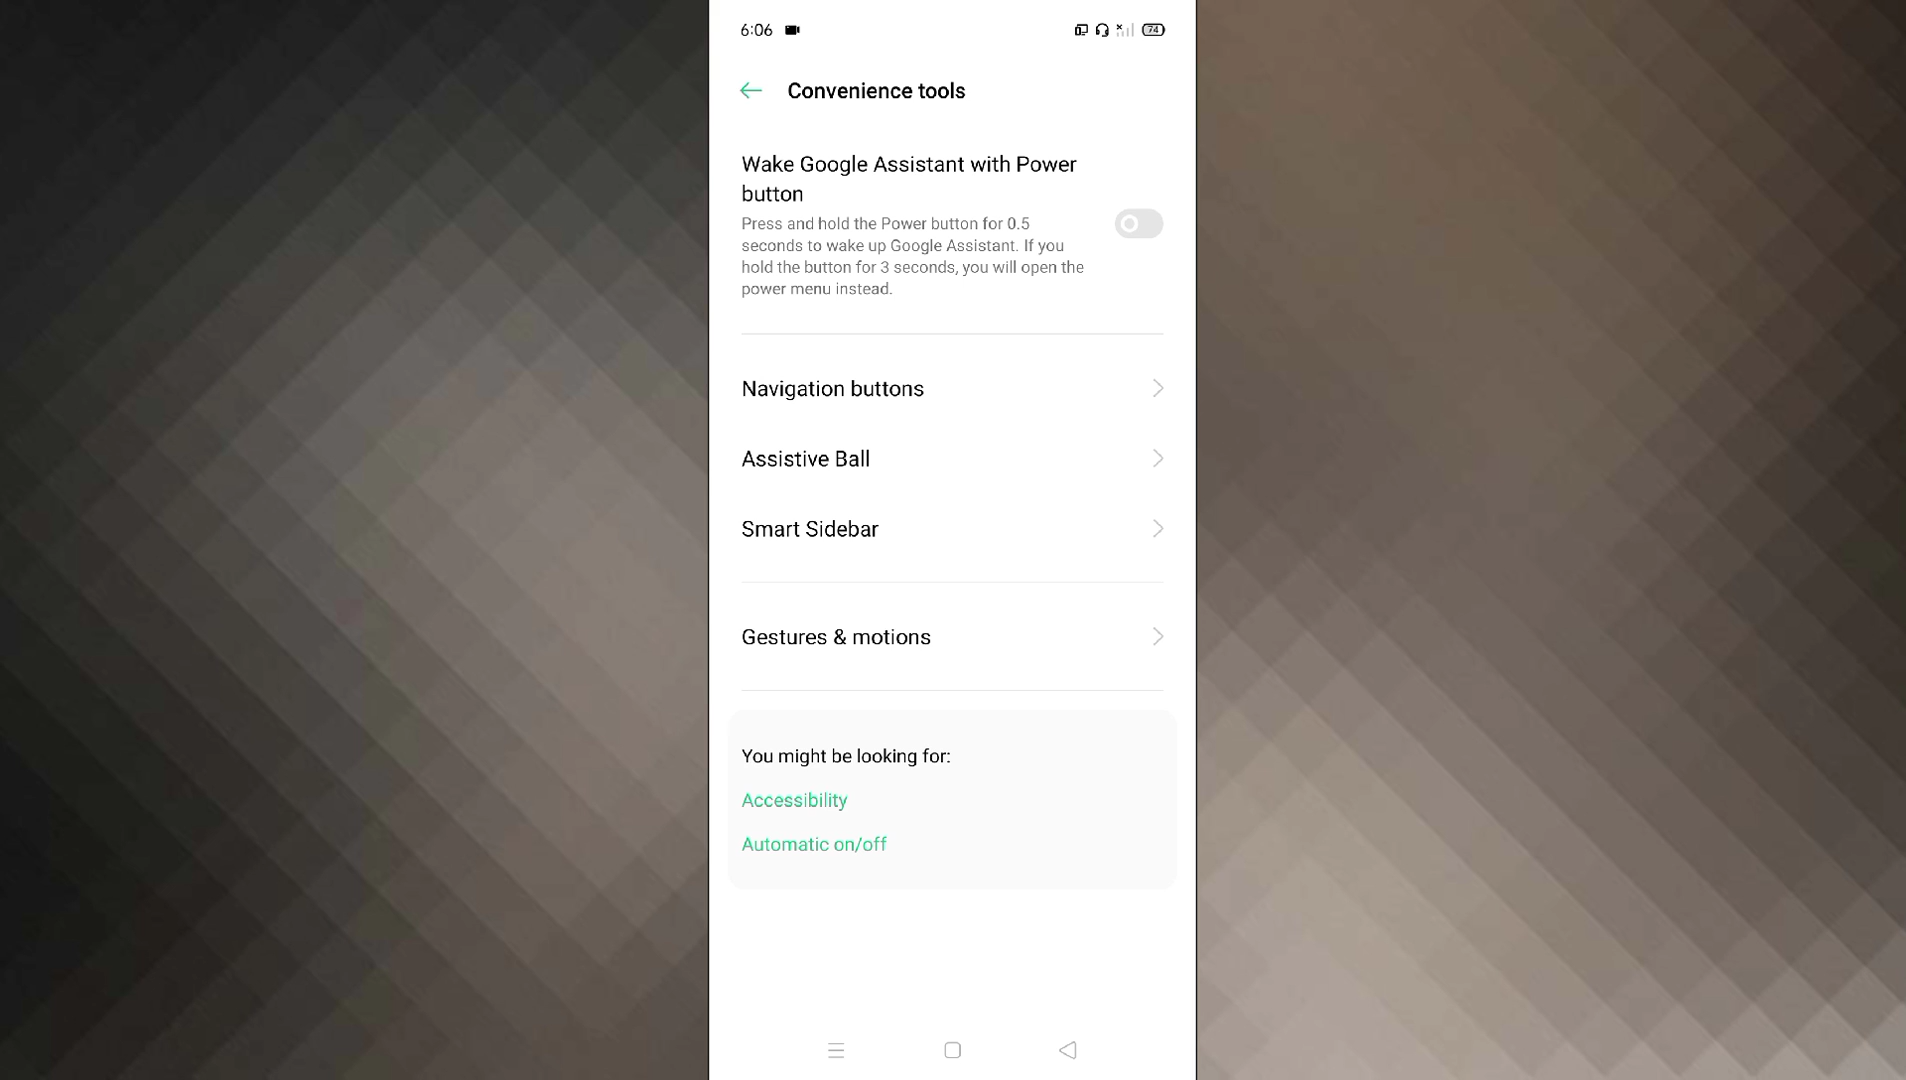 6:06
74
Convenience tools
Wake Google Assistant with Power
button
Press and hold the Power button for 0.5
seconds to wake up Google Assistant. If you
hold the button for 3 seconds, you will open the
power menu instead.
Navigation buttons
Assistive Ball
Smart Sidebar
Gestures & motions
You might be looking for:
Accessibility
Automatic on/off